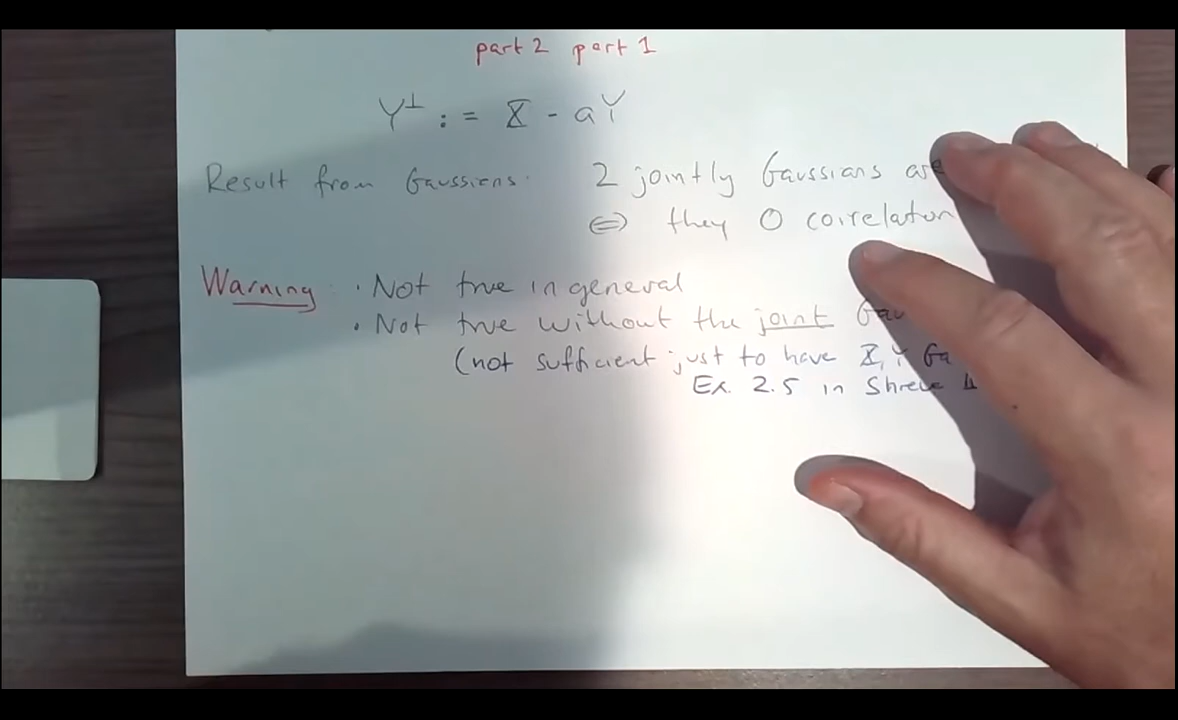 part 2 part 1
Y⊥ := X - aY
Result from Gaussians: 2 jointly Gaussians are
⇔ they 0 correlation
Warning : • Not true in general
• Not true without the joint
(not sufficient just to have X, Y
Ex. 2.5 in Shreve II